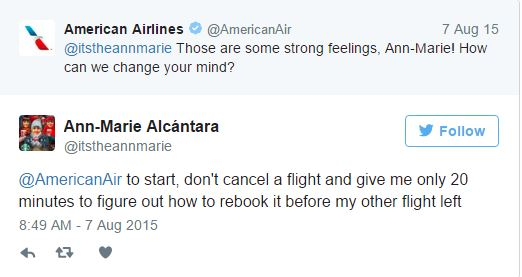 American Airlines @AmericanAir 7 Aug 15
@itstheannmarie Those are some strong feelings, Ann-Marie! How
can we change your mind?
Ann-Marie Alcántara
@itstheannmarie
Follow
@AmericanAir to start, don't cancel a flight and give me only 20
minutes to figure out how to rebook it before my other flight left
8:49 AM - 7 Aug 2015